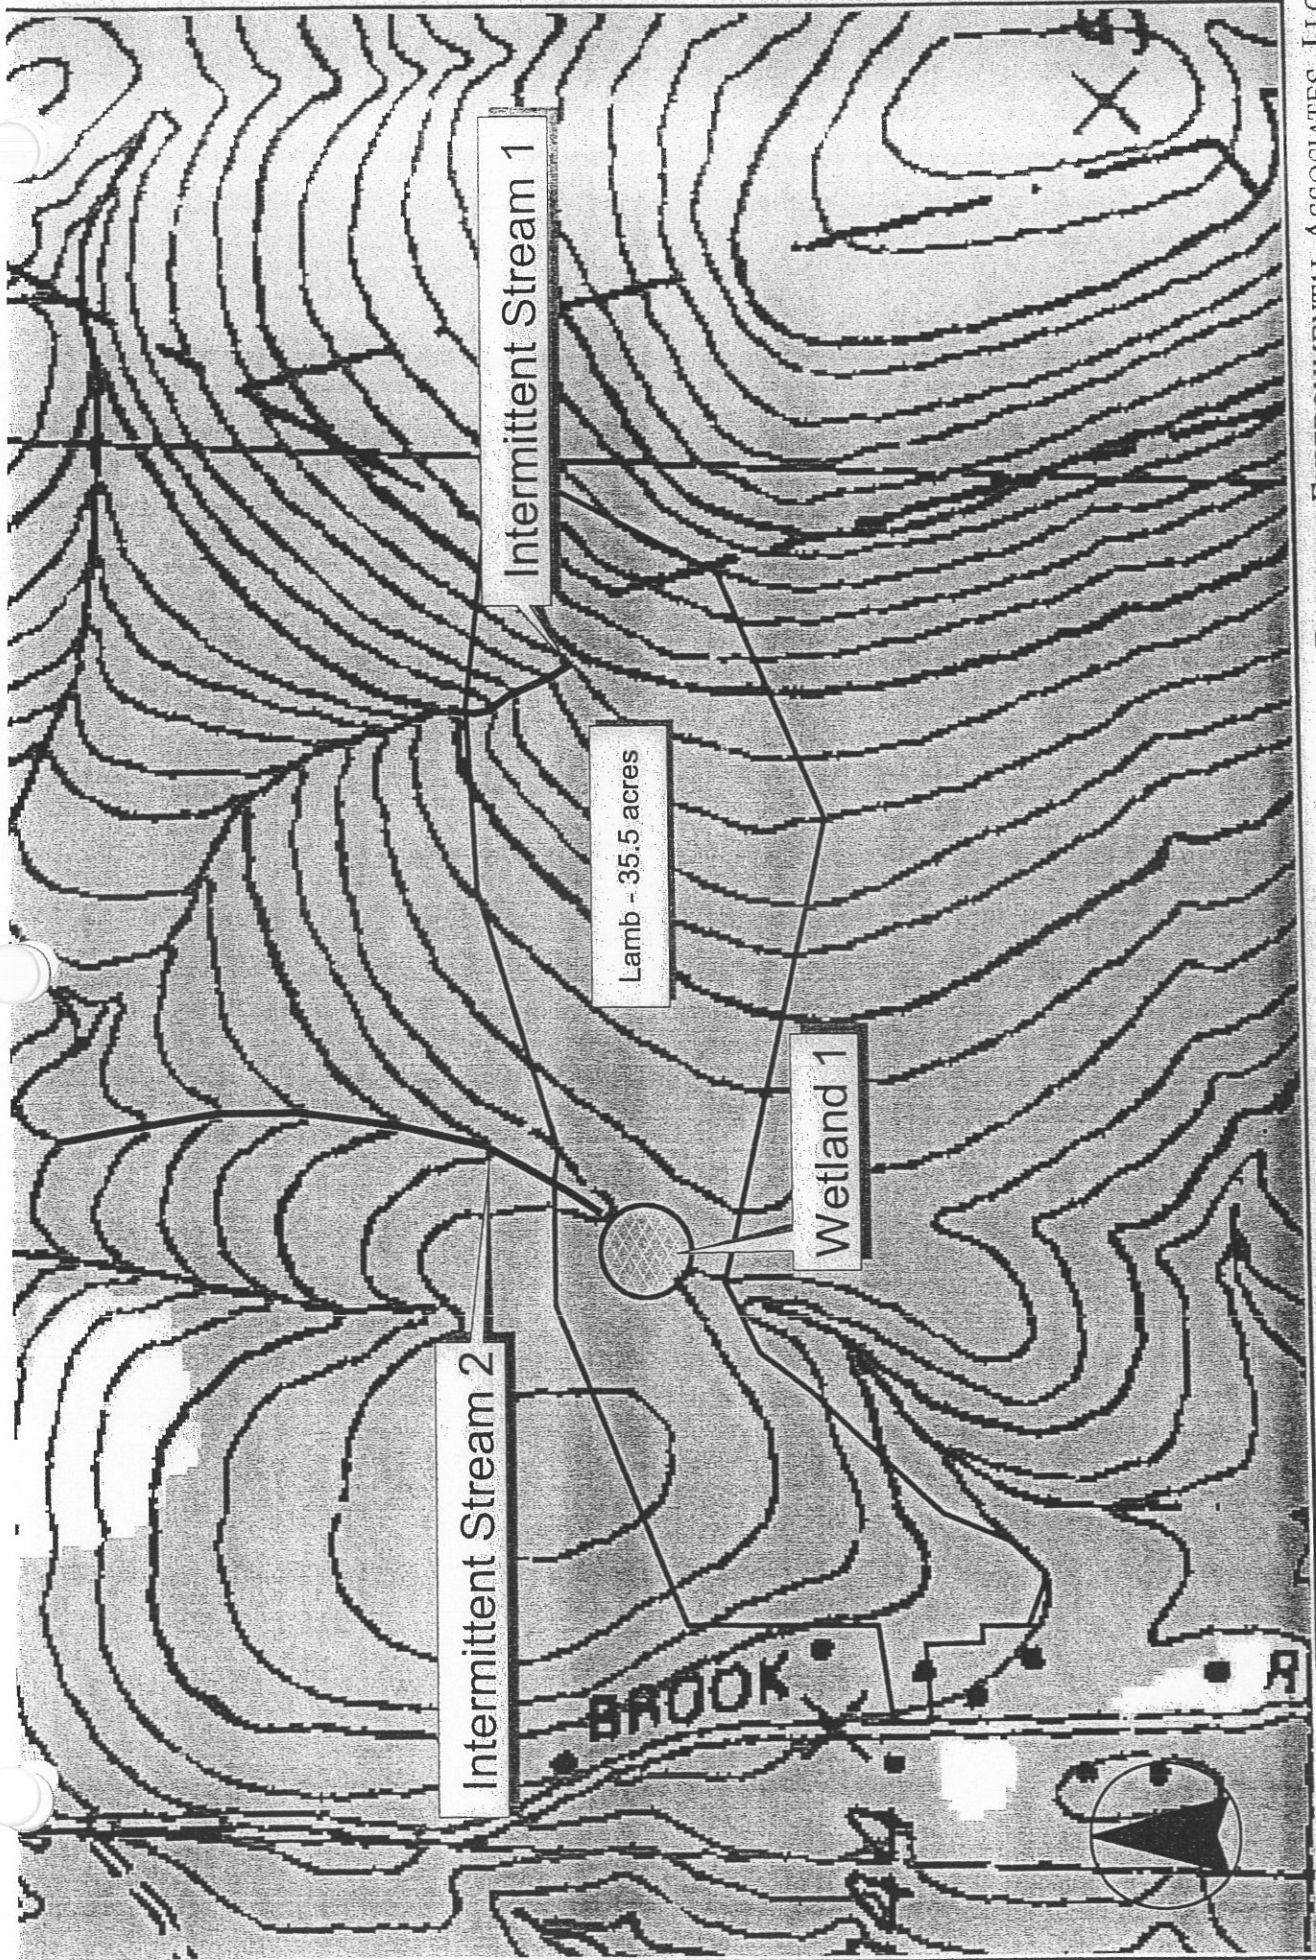 Intermittent Stream 1
Lamb - 35.5 acres
Wetland 1
Intermittent Stream 2
BROOK
R